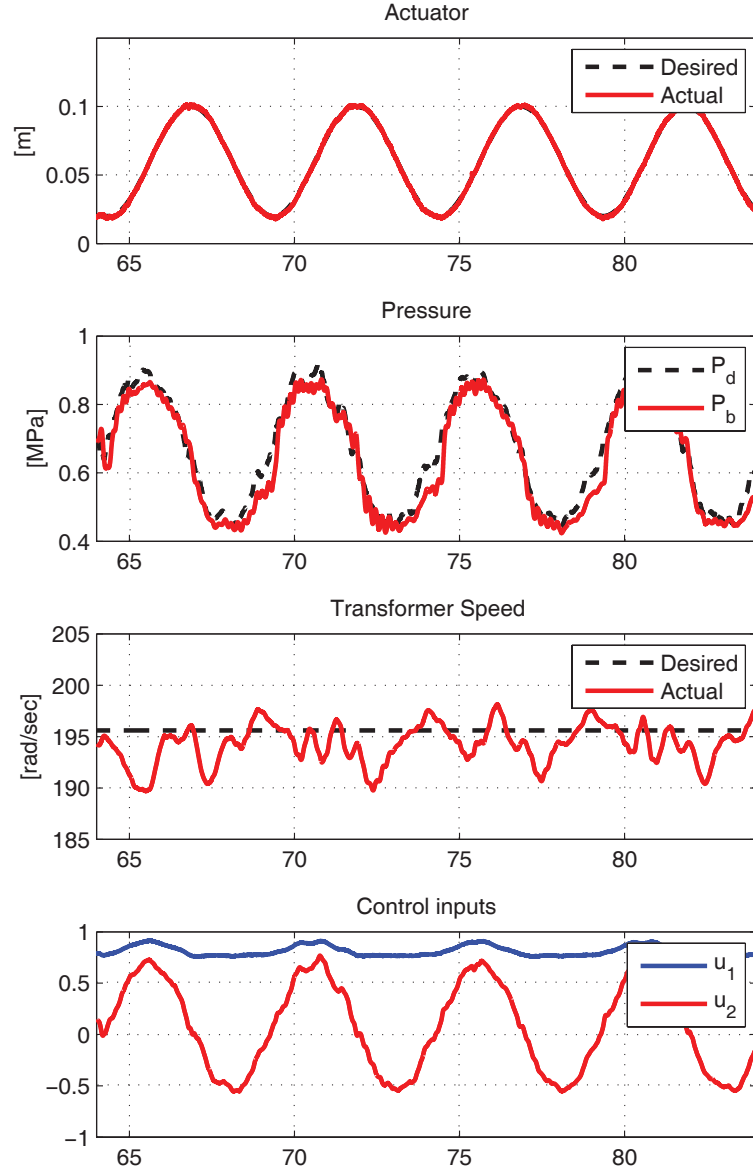 Actuator
0.1
0.05
0
[m]
Desired
Actual
65
70
75
80
Pressure
1
0.8
0.6
0.4
[MPa]
P_d
P_b
65
70
75
80
Transformer Speed
205
200
195
190
185
[rad/sec]
Desired
Actual
65
70
75
80
Control inputs
1
0.5
0
−0.5
−1
u_1
u_2
65
70
75
80